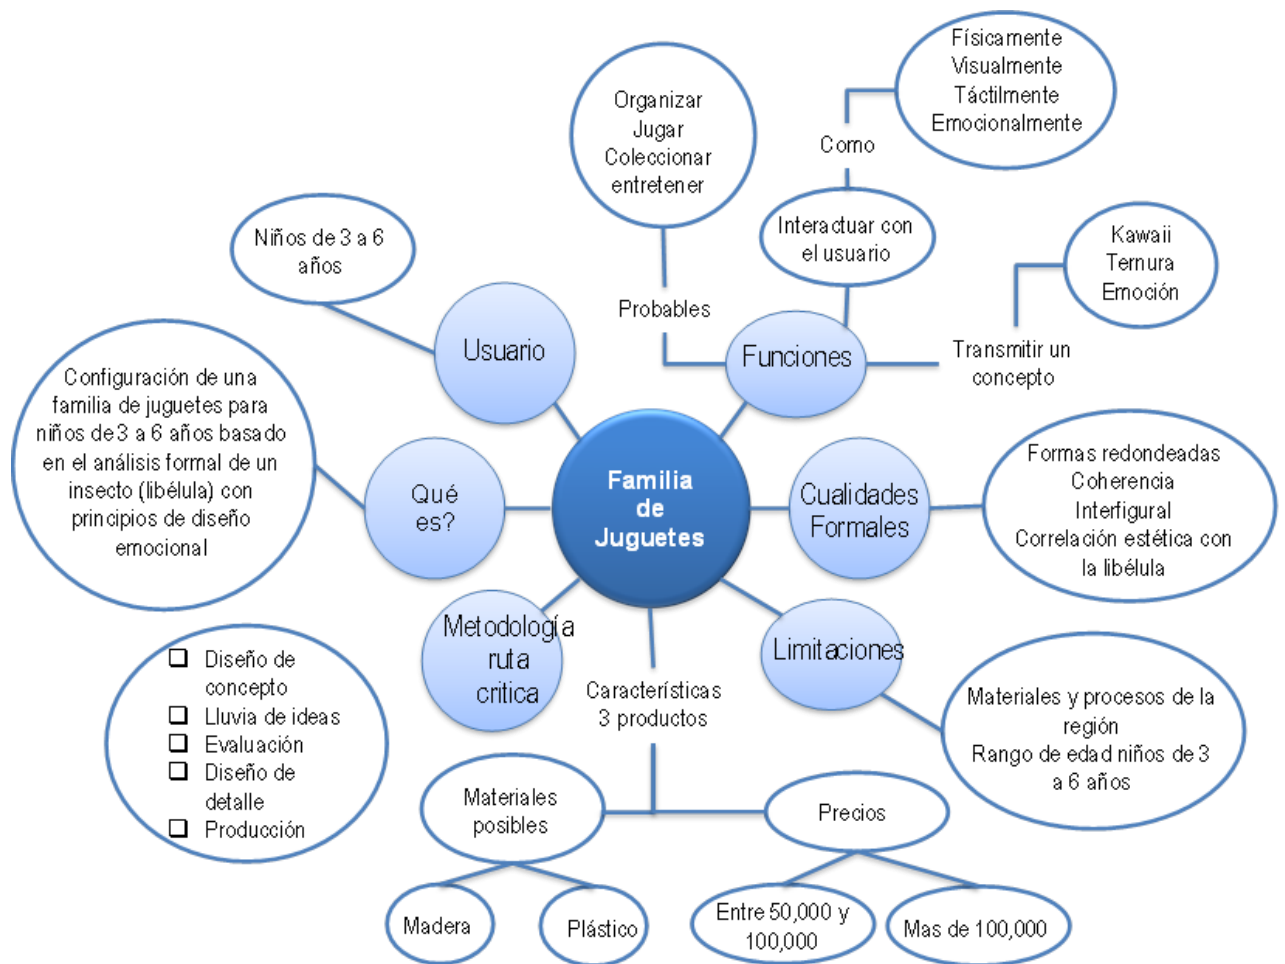 Físicamente
Visualmente
Táctilmente
Emocionalmente
Organizar
Jugar
Coleccionar
entretener
Como
Niños de 3 a 6
años
Interactuar con
el usuario
Kawaii
Ternura
Emoción
Probables
Usuario
Funciones
Transmitir un
concepto
Configuración de una
familia de juguetes para
niños de 3 a 6 años basado
en el análisis formal de un
insecto (libélula) con
principios de diseño
emocional
Qué
es?
Familia
de
Juguetes
Cualidades
Formales
Formas redondeadas
Coherencia
Interfigural
Correlación estética con
la libélula
Metodología
ruta
critica
Limitaciones
Características
3 productos
❑ Diseño de
concepto
❑ Lluvia de ideas
❑ Evaluación
❑ Diseño de
detalle
❑ Producción
Materiales y procesos de la
región
Rango de edad niños de 3
a 6 años
Materiales
posibles
Precios
Madera
Plástico
Entre 50,000 y
100,000
Mas de 100,000